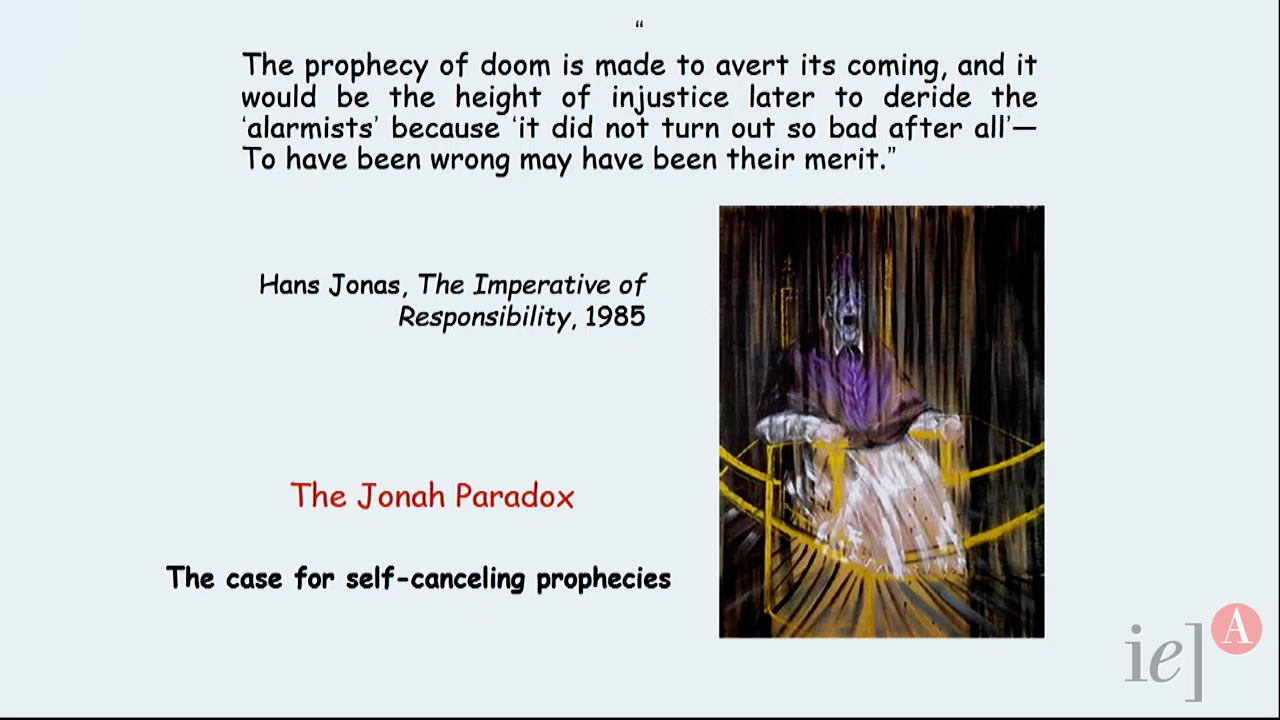 “
The prophecy of doom is made to avert its coming, and it
would be the height of injustice later to deride the
‘alarmists’ because ‘it did not turn out so bad after all’—
To have been wrong may have been their merit.”
Hans Jonas, The Imperative of
Responsibility, 1985
The Jonah Paradox
The case for self-canceling prophecies
ie] A